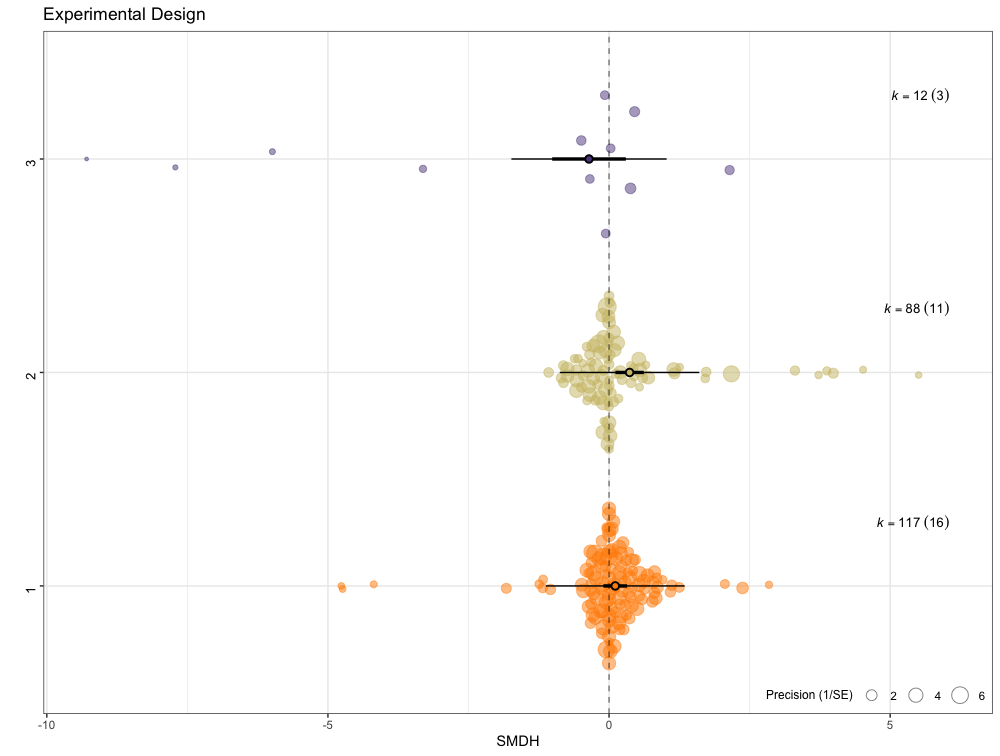 Experimental Design
k = 12 (3)
3
k = 88 (11)
2
k = 117 (16)
1
Precision (1/SE) 2 4 6
-10 -5 0 5
SMDH